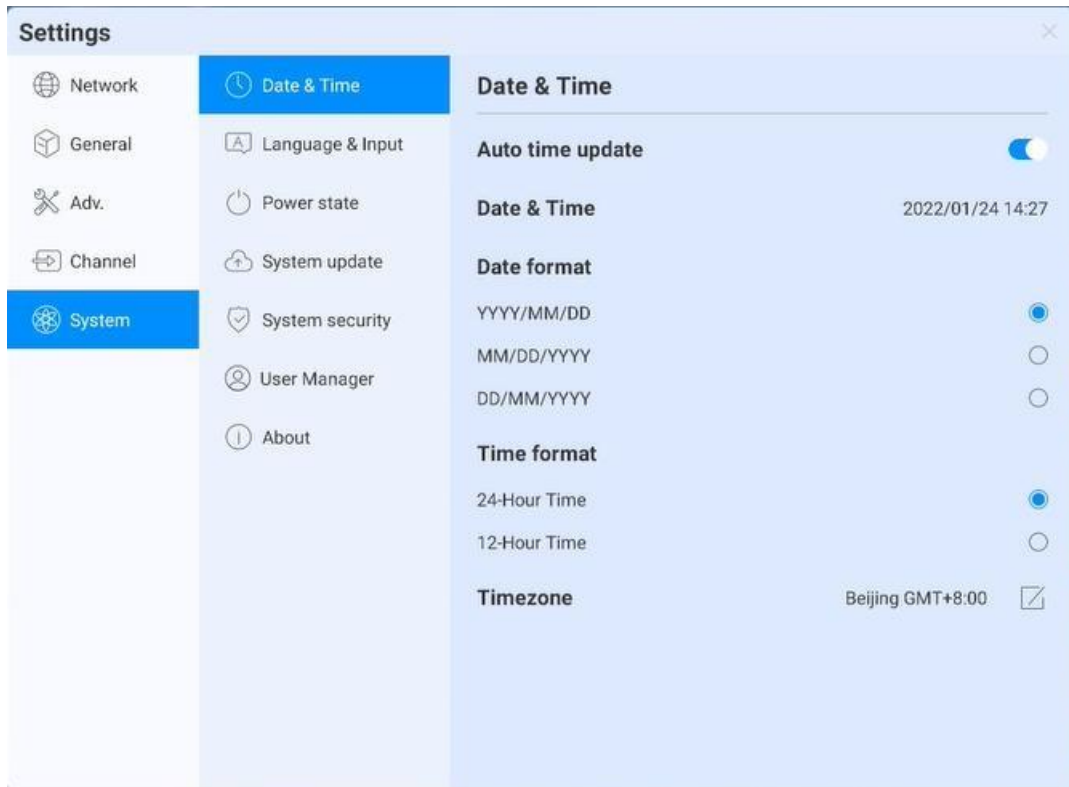 Settings
Network
General
Adv.
Channel
System
Date & Time
Language & Input
Power state
System update
System security
User Manager
About
Date & Time
Auto time update
Date & Time 2022/01/24 14:27
Date format
YYYY/MM/DD
MM/DD/YYYY
DD/MM/YYYY
Time format
24-Hour Time
12-Hour Time
Timezone Beijing GMT+8:00